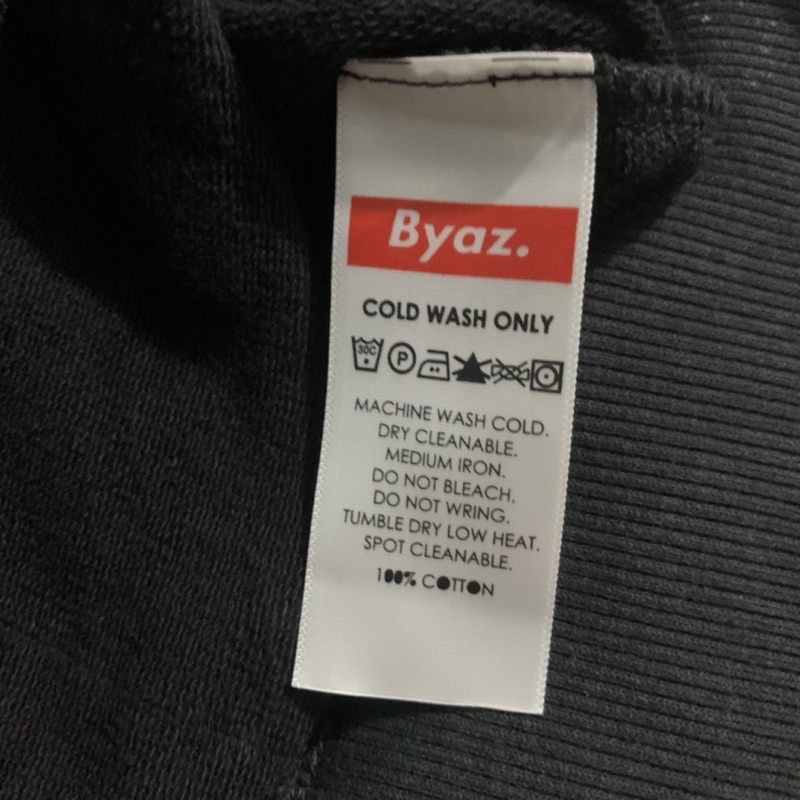 Byaz.
COLD WASH ONLY
30C
P
MACHINE WASH COLD.
DRY CLEANABLE.
MEDIUM IRON.
DO NOT BLEACH.
DO NOT WRING.
TUMBLE DRY LOW HEAT.
SPOT CLEANABLE.
100% COTTON